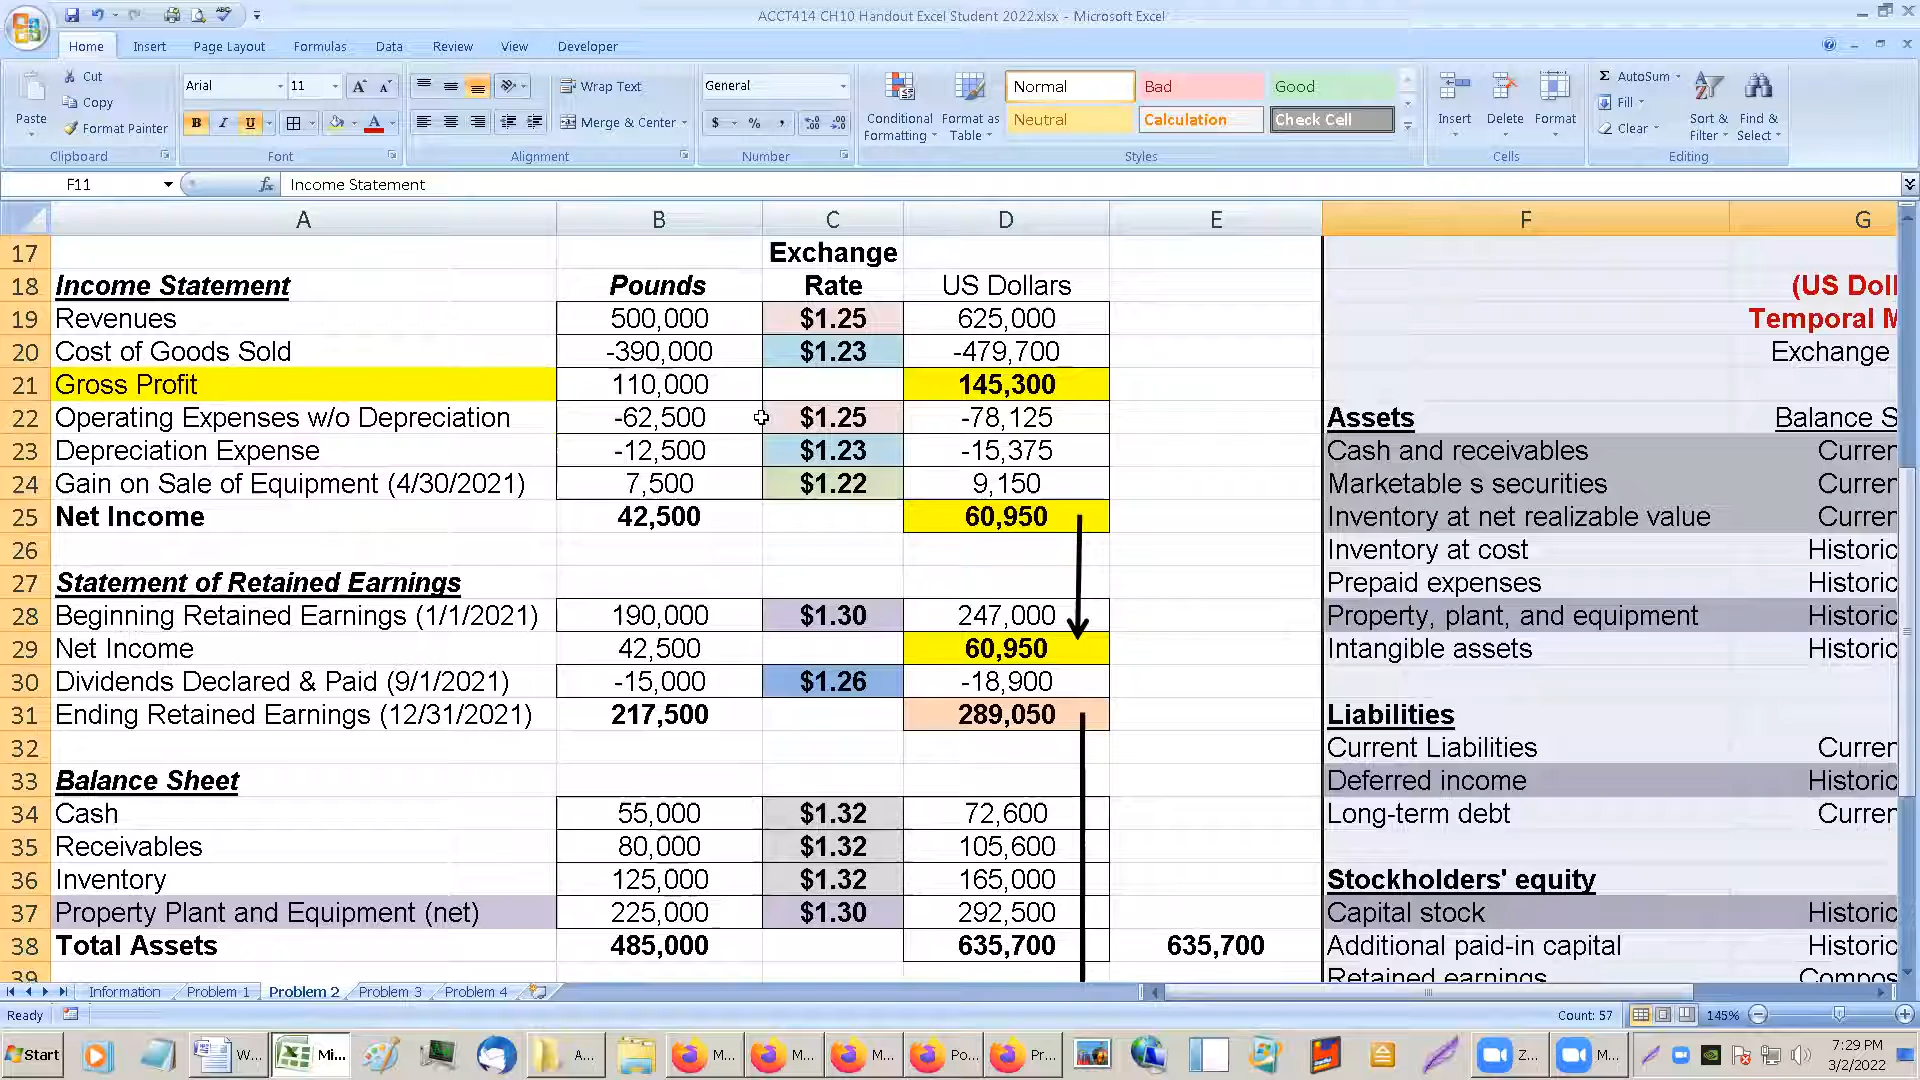 ACCT414 CH10 Handout Excel Student 2022.xlsx - Microsoft Excel
Home Insert Page Layout Formulas Data Review View Developer
Paste
Cut
Copy
Format Painter
Clipboard
Arial 11
B I U A
Font
Wrap Text
Merge & Center
Alignment
General
$ % ,
Number
Conditional Formatting
Format as Table
Normal Bad Good
Neutral Calculation Check Cell
Styles
Insert Delete Format
Cells
Σ AutoSum
Fill
Clear
Sort & Filter
Find & Select
Editing
F11 fx Income Statement
A B C D E F G
17 Exchange
18 Income Statement Pounds Rate US Dollars (US Doll
19 Revenues 500,000 $1.25 625,000 Temporal M
20 Cost of Goods Sold -390,000 $1.23 -479,700 Exchange
21 Gross Profit 110,000 145,300
22 Operating Expenses w/o Depreciation -62,500 $1.25 -78,125 Assets Balance S
23 Depreciation Expense -12,500 $1.23 -15,375 Cash and receivables Curren
24 Gain on Sale of Equipment (4/30/2021) 7,500 $1.22 9,150 Marketable s securities Curren
25 Net Income 42,500 60,950 Inventory at net realizable value Curren
26 Inventory at cost Historic
27 Statement of Retained Earnings Prepaid expenses Historic
28 Beginning Retained Earnings (1/1/2021) 190,000 $1.30 247,000 Property, plant, and equipment Historic
29 Net Income 42,500 60,950 Intangible assets Historic
30 Dividends Declared & Paid (9/1/2021) -15,000 $1.26 -18,900
31 Ending Retained Earnings (12/31/2021) 217,500 289,050 Liabilities
32 Current Liabilities Curren
33 Balance Sheet Deferred income Historic
34 Cash 55,000 $1.32 72,600 Long-term debt Curren
35 Receivables 80,000 $1.32 105,600
36 Inventory 125,000 $1.32 165,000 Stockholders' equity
37 Property Plant and Equipment (net) 225,000 $1.30 292,500 Capital stock Historic
38 Total Assets 485,000 635,700 635,700 Additional paid-in capital Historic
39 Retained earnings Compos
Information Problem 1 Problem 2 Problem 3 Problem 4
Ready Count: 57 145%
Start W... Mi... A... M... M... M... Po... Pr... Z... M... 7:29 PM
3/2/2022